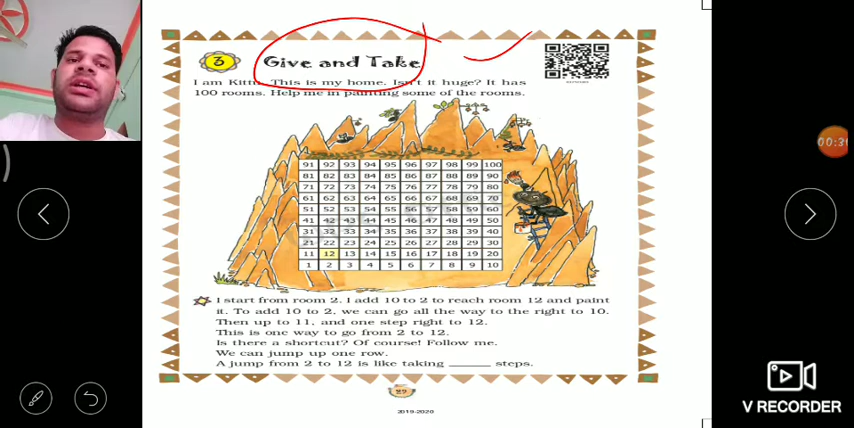 3
Give and Take
I am Kittu. This is my home. Isn't it huge? It has
100 rooms. Help me in painting some of the rooms.
91 92 93 94 95 96 97 98 99 100
81 82 83 84 85 86 87 88 89 90
71 72 73 74 75 76 77 78 79 80
61 62 63 64 65 66 67 68 69 70
51 52 53 54 55 56 57 58 59 60
41 42 43 44 45 46 47 48 49 50
31 32 33 34 35 36 37 38 39 40
21 22 23 24 25 26 27 28 29 30
11 12 13 14 15 16 17 18 19 20
1 2 3 4 5 6 7 8 9 10
I start from room 2. I add 10 to 2 to reach room 12 and paint
it. To add 10 to 2, we can go all the way to the right to 10.
Then up to 11, and one step right to 12.
This is one way to go from 2 to 12.
Is there a shortcut? Of course! Follow me.
We can jump up one row.
A jump from 2 to 12 is like taking ______ steps.
29
2019-2020
V RECORDER